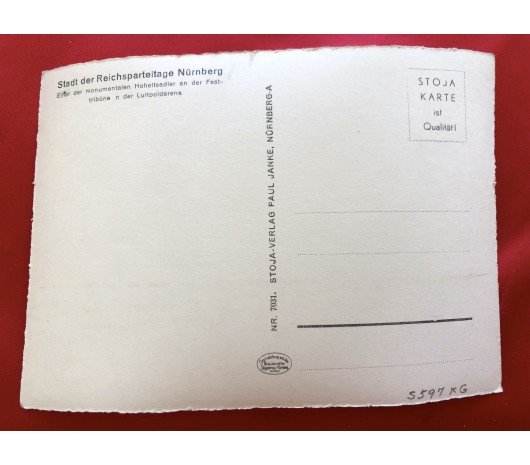 Stadt der Reichsparteitage Nürnberg
Einer der monumentalen Hoheitsadler an der Fest-
tribüne n der Luitpoldarena
NR. 7031. STOJA-VERLAG PAUL JANKE, NÜRNBERG-A
STOJA
KARTE
ist
Qualität!
S597 KG